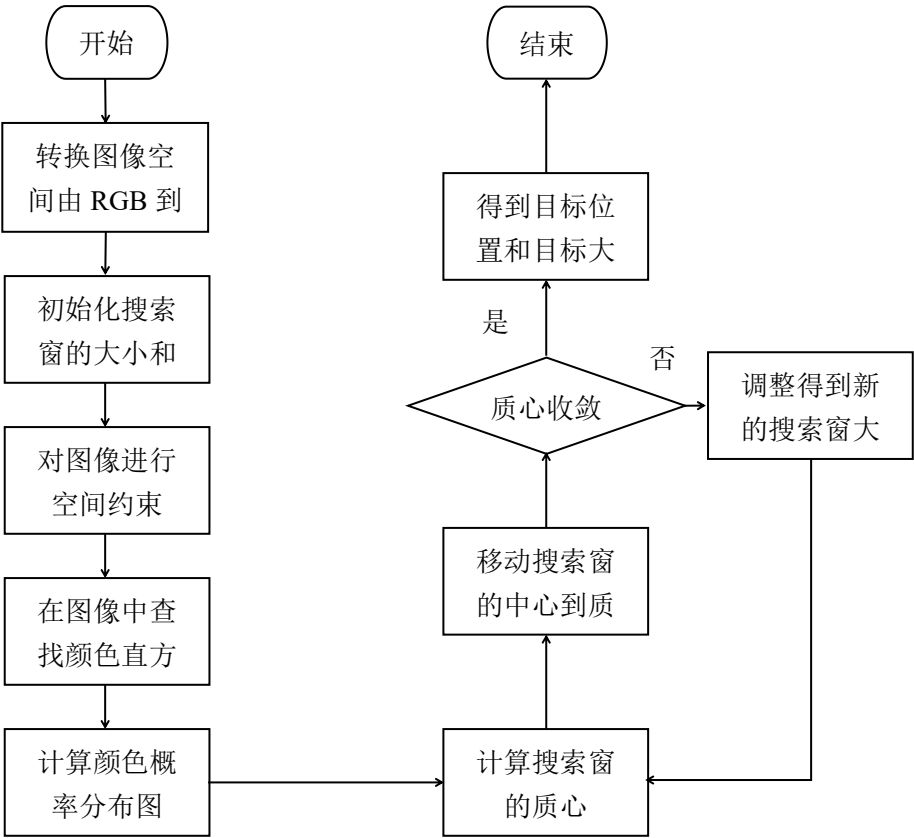 开始
转换图像空
间由 RGB 到
初始化搜索
窗的大小和
对图像进行
空间约束
在图像中查
找颜色直方
计算颜色概
率分布图
计算搜索窗
的质心
移动搜索窗
的中心到质
质心收敛
是
否
调整得到新
的搜索窗大
得到目标位
置和目标大
结束